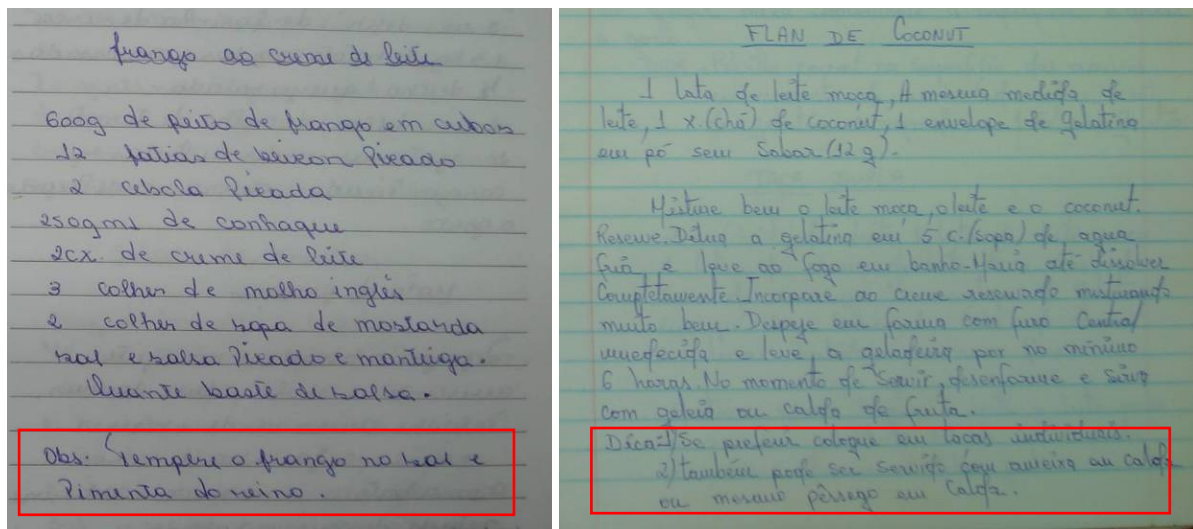 frango ao creme de leite
600g de peito de frango em cubos
12 fatias de beicon Picado
2 cebola Picada
250gml de conhaque
2cx. de creme de leite
3 colher de molho inglês
2 colher de sopa de mostarda
sal e salsa Picado e manteiga.
Quante baste de salsa.
Obs. Tempere o frango no sal e
Pimenta do reino.
FLAN DE COCONUT
1 lata de leite moça, A mesma medida de
leite, 1 x.(chá) de coconut, 1 envelope de gelatina
em pó sem Sabor (12 g).
Misture bem o leite moça, o leite e o coconut.
Reserve. Dilua a gelatina em 5 c.(sopa) de agua
fria e leve ao fogo em banho-Maria até dissolver
Completamente. Incorpare ao creme reservado misturando
muito bem. Despeje em forma com furo Central
umedecida e leve, a geladeira por no mínimo
6 horas. No momento de Servir, desenforme e sirva
com geleia ou calda de fruta.
Dica=1) Se preferir coloque em tacas individuais.
2) também pode ser servido com ameixa au calda
ou mesmo pêssego em Calda.